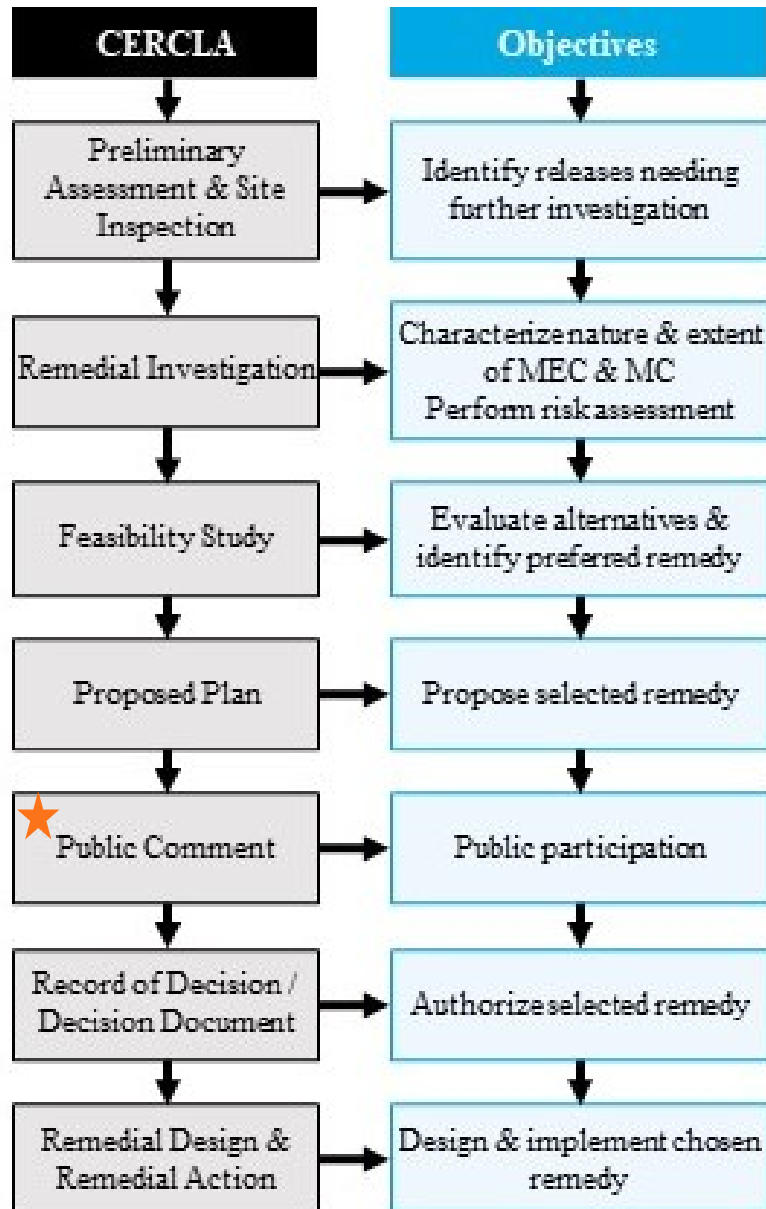 CERCLA
Objectives
Preliminary
Assessment & Site
Inspection
Identify releases needing
further investigation
Remedial Investigation
Characterize nature & extent
of MEC & MC
Perform risk assessment
Feasibility Study
Evaluate alternatives &
identify preferred remedy
Proposed Plan
Propose selected remedy
Public Comment
Public participation
Record of Decision /
Decision Document
Authorize selected remedy
Remedial Design &
Remedial Action
Design & implement chosen
remedy